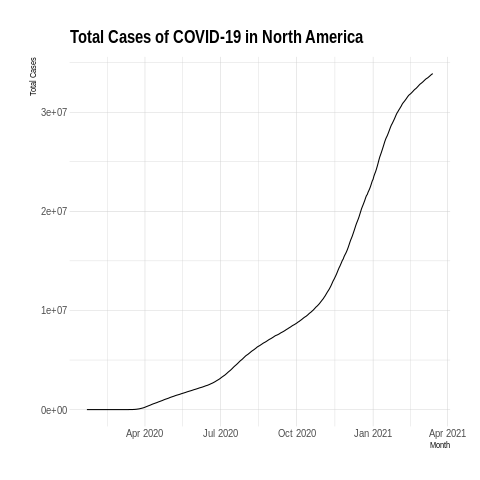 Total Cases of COVID-19 in North America
Total Cases
3e+07
2e+07
1e+07
0e+00
Apr 2020 Jul 2020 Oct 2020 Jan 2021 Apr 2021
Month